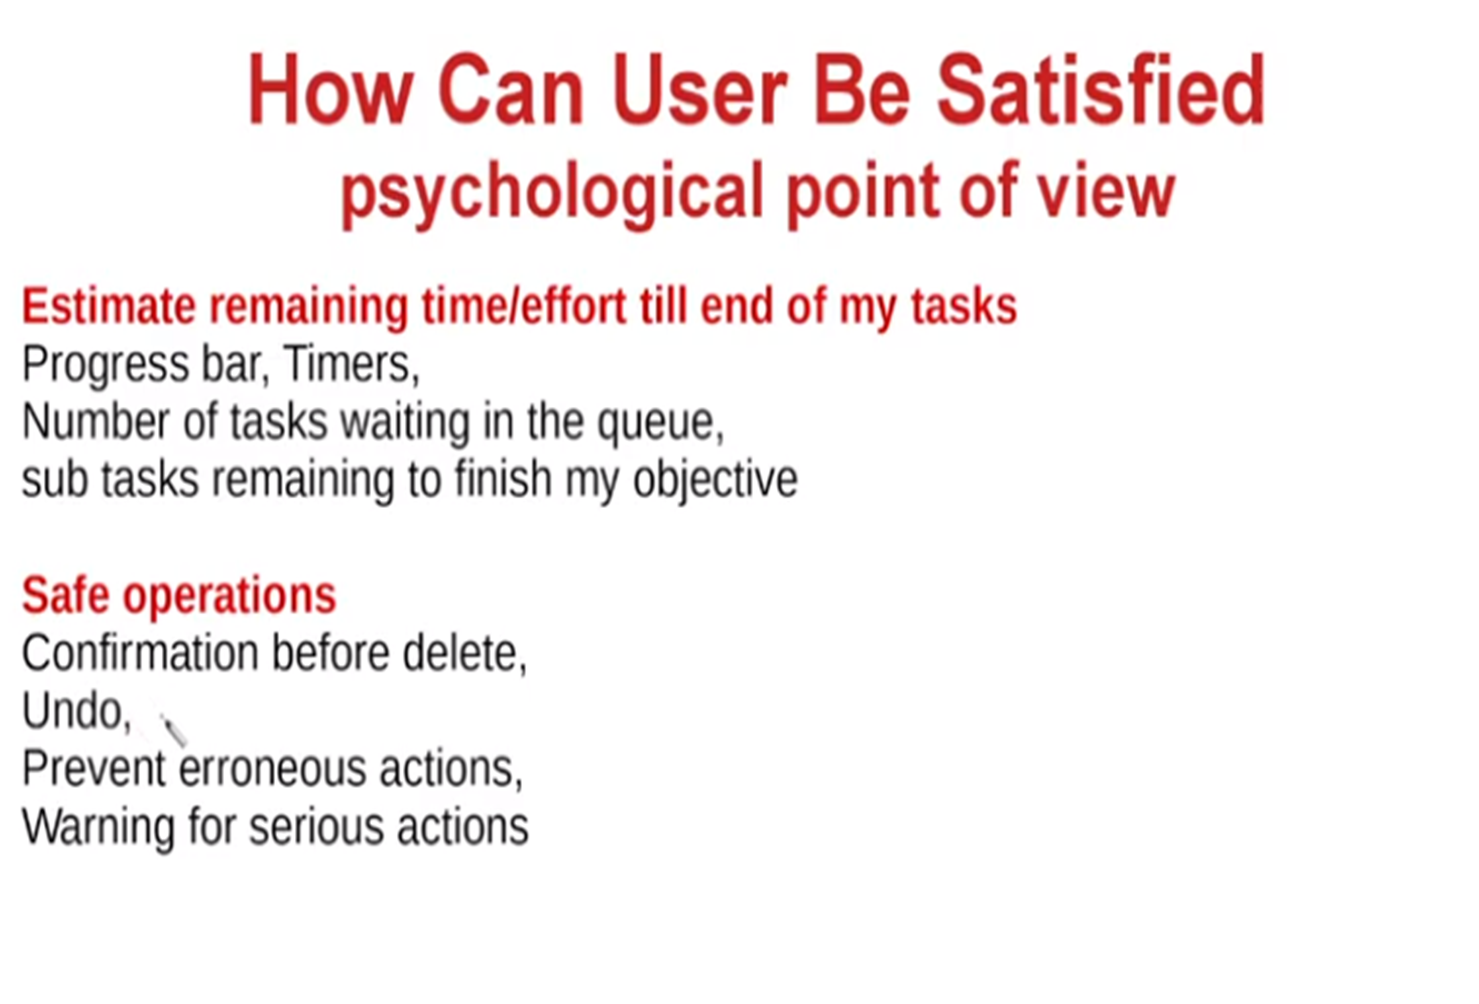 How Can User Be Satisfied
psychological point of view
Estimate remaining time/effort till end of my tasks
Progress bar, Timers,
Number of tasks waiting in the queue,
sub tasks remaining to finish my objective
Safe operations
Confirmation before delete,
Undo,
Prevent erroneous actions,
Warning for serious actions